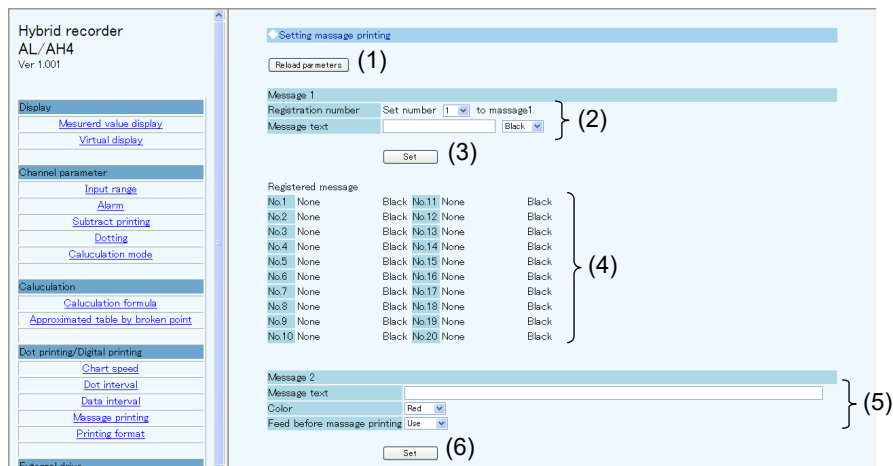 Hybrid recorder
AL/AH4
Ver 1.001
Display
Mesurerd value display
Virtual display
Channel parameter
Input range
Alarm
Subtract printing
Dotting
Caluculation mode
Caluculation
Caluculation formula
Approximated table by broken point
Dot printing/Digital printing
Chart speed
Dot interval
Data interval
Massage printing
Printing format
External drive
Setting massage printing
Reload parmeters (1)
Message 1
Registration number Set number 1 to massage1.
Message text Black
(2)
Set (3)
Registered message
No.1 None Black No.11 None Black
No.2 None Black No.12 None Black
No.3 None Black No.13 None Black
No.4 None Black No.14 None Black
No.5 None Black No.15 None Black
(4)
No.6 None Black No.16 None Black
No.7 None Black No.17 None Black
No.8 None Black No.18 None Black
No.9 None Black No.19 None Black
No.10 None Black No.20 None Black
Message 2
Message text
(5)
Color Red
Feed before massage printing Use
Set (6)